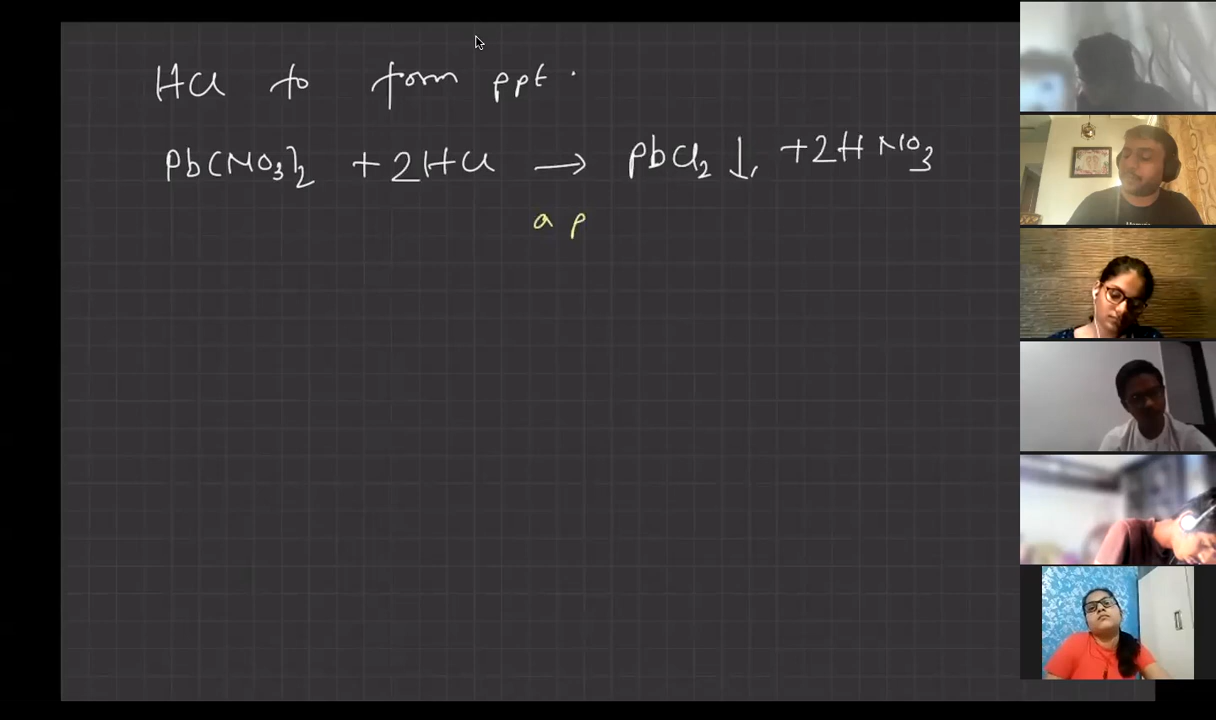 HCl to form ppt.
Pb(NO3)2 + 2HCl → PbCl2 ↓, + 2HNO3
a p